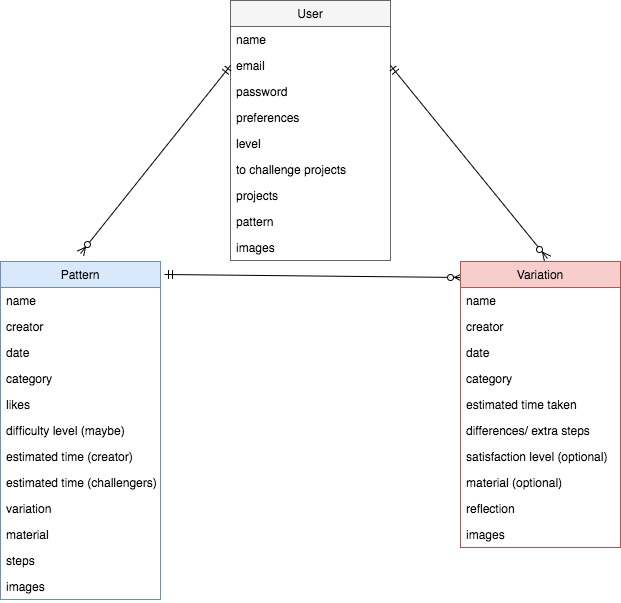 User
name
email
password
preferences
level
to challenge projects
projects
pattern
images
Pattern
name
creator
date
category
likes
difficulty level (maybe)
estimated time (creator)
estimated time (challengers)
variation
material
steps
images
Variation
name
creator
date
category
estimated time taken
differences/ extra steps
satisfaction level (optional)
material (optional)
reflection
images